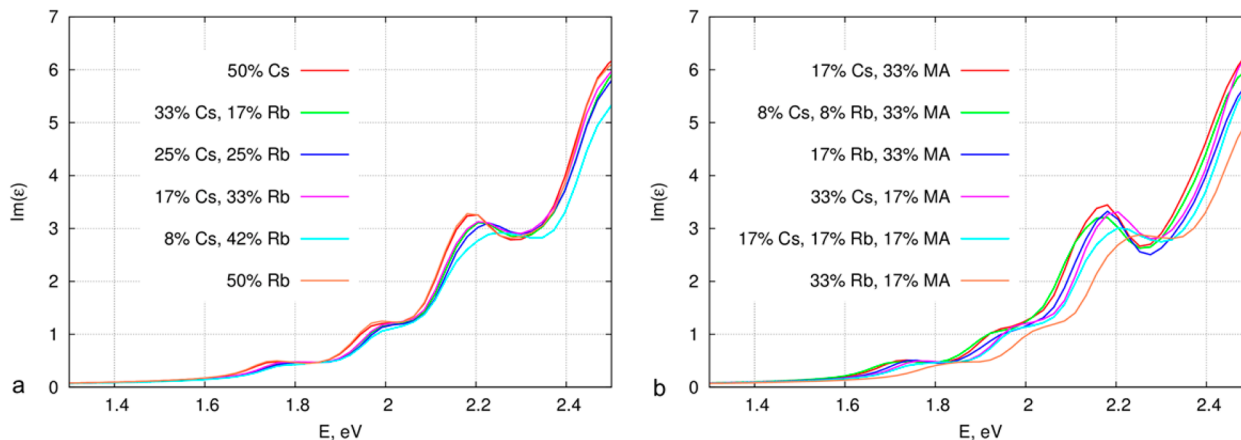 7
6
5
4
3
2
1
0
Im(ε)
50% Cs
33% Cs, 17% Rb
25% Cs, 25% Rb
17% Cs, 33% Rb
8% Cs, 42% Rb
50% Rb
1.4 1.6 1.8 2 2.2 2.4
E, eV
a
7
6
5
4
3
2
1
0
Im(ε)
17% Cs, 33% MA
8% Cs, 8% Rb, 33% MA
17% Rb, 33% MA
33% Cs, 17% MA
17% Cs, 17% Rb, 17% MA
33% Rb, 17% MA
1.4 1.6 1.8 2 2.2 2.4
E, eV
b